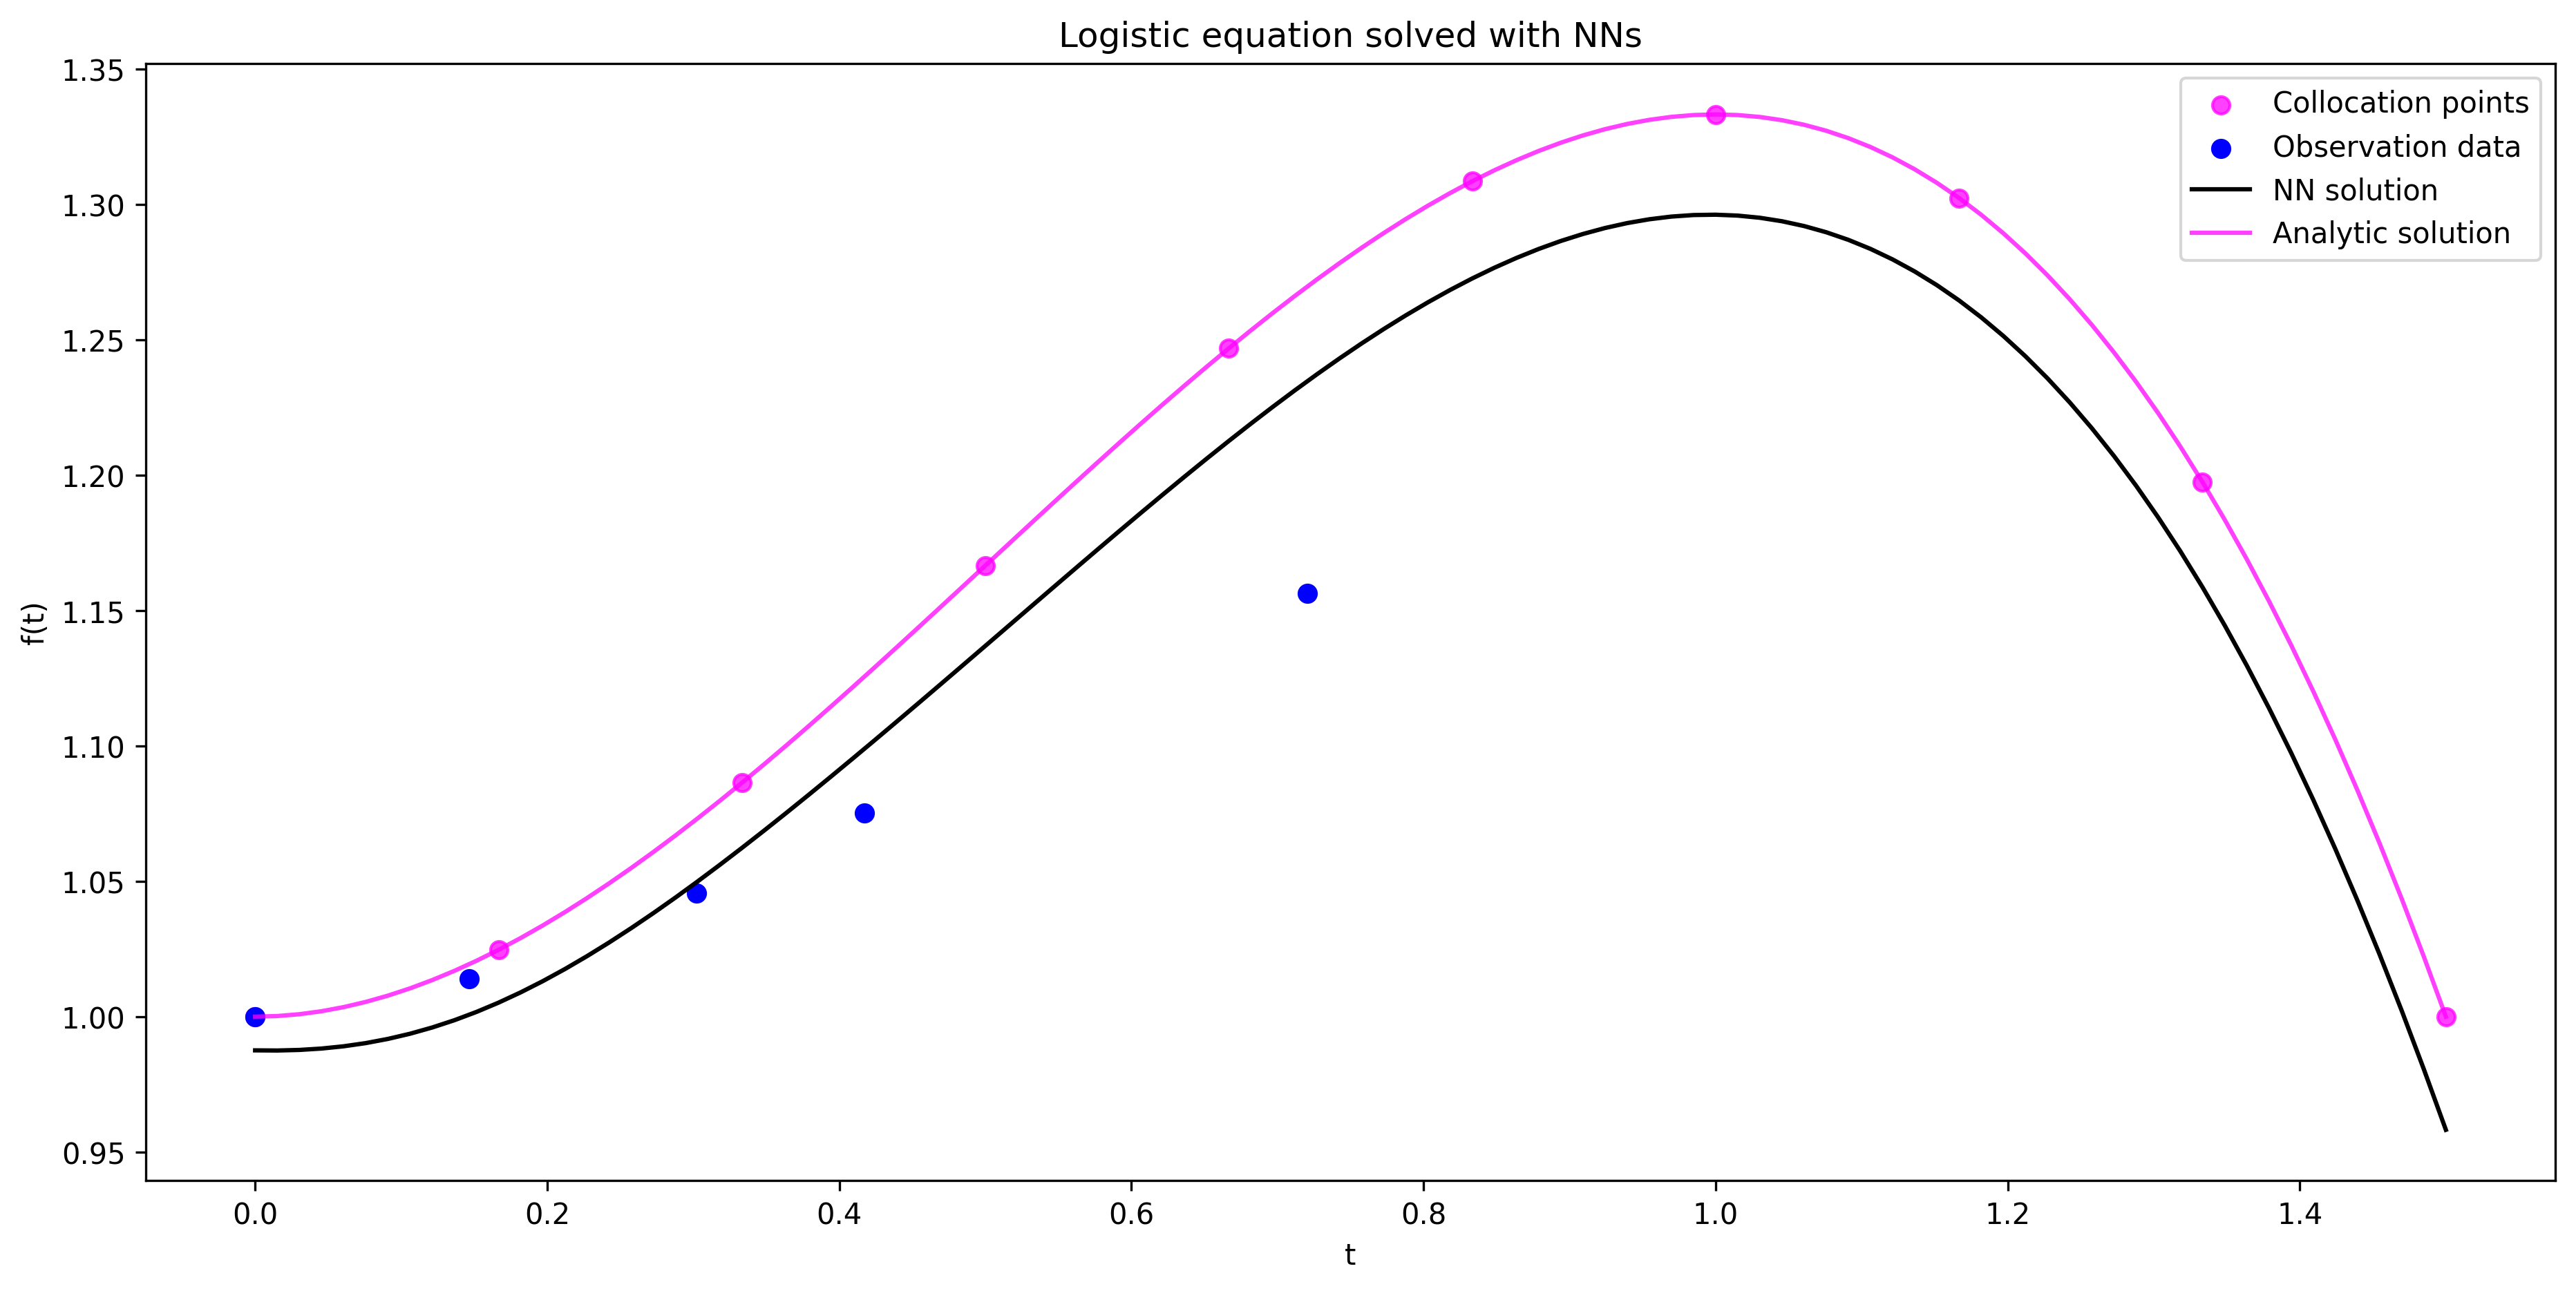 Logistic equation solved with NNs
1.35
1.30
1.25
1.20
1.15
1.10
1.05
1.00
0.95
f(t)
Collocation points
Observation data
NN solution
Analytic solution
0.0 0.2 0.4 0.6 0.8 1.0 1.2 1.4
t